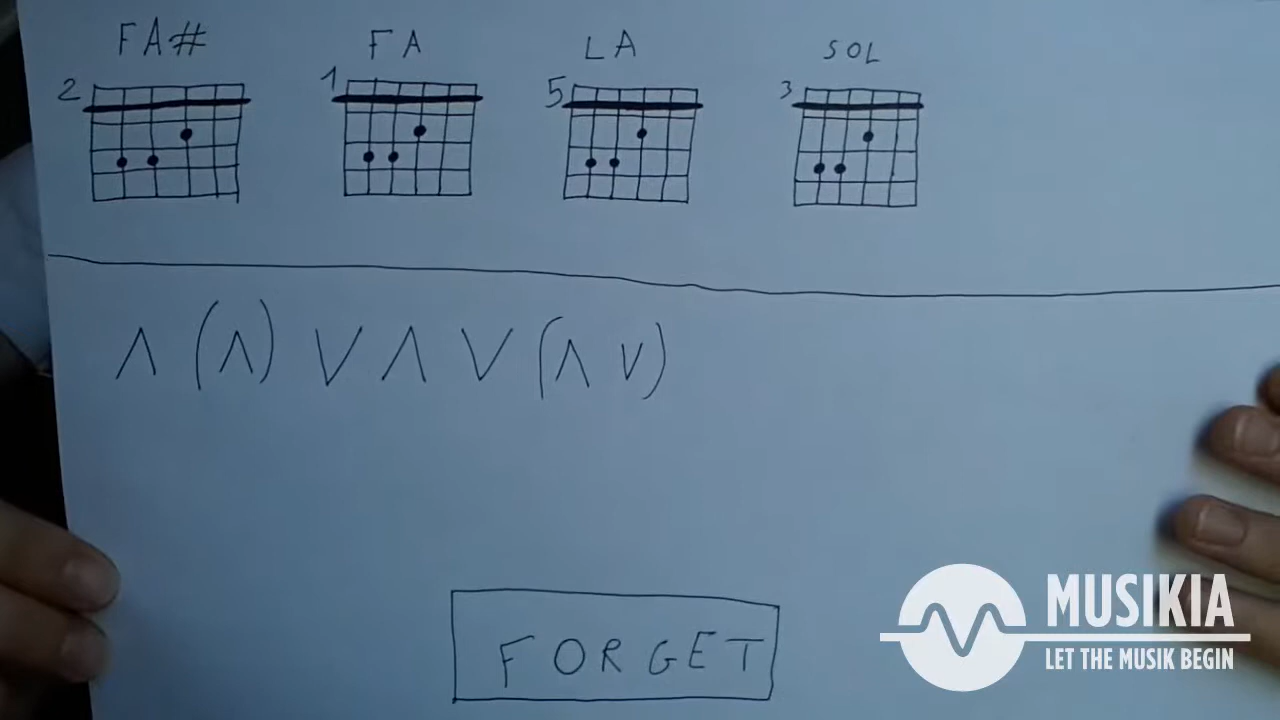 FA# FA LA SOL
2 1 5 3
Λ (Λ) V Λ V (Λ V)
FORGET
MUSIKIA
LET THE MUSIK BEGIN